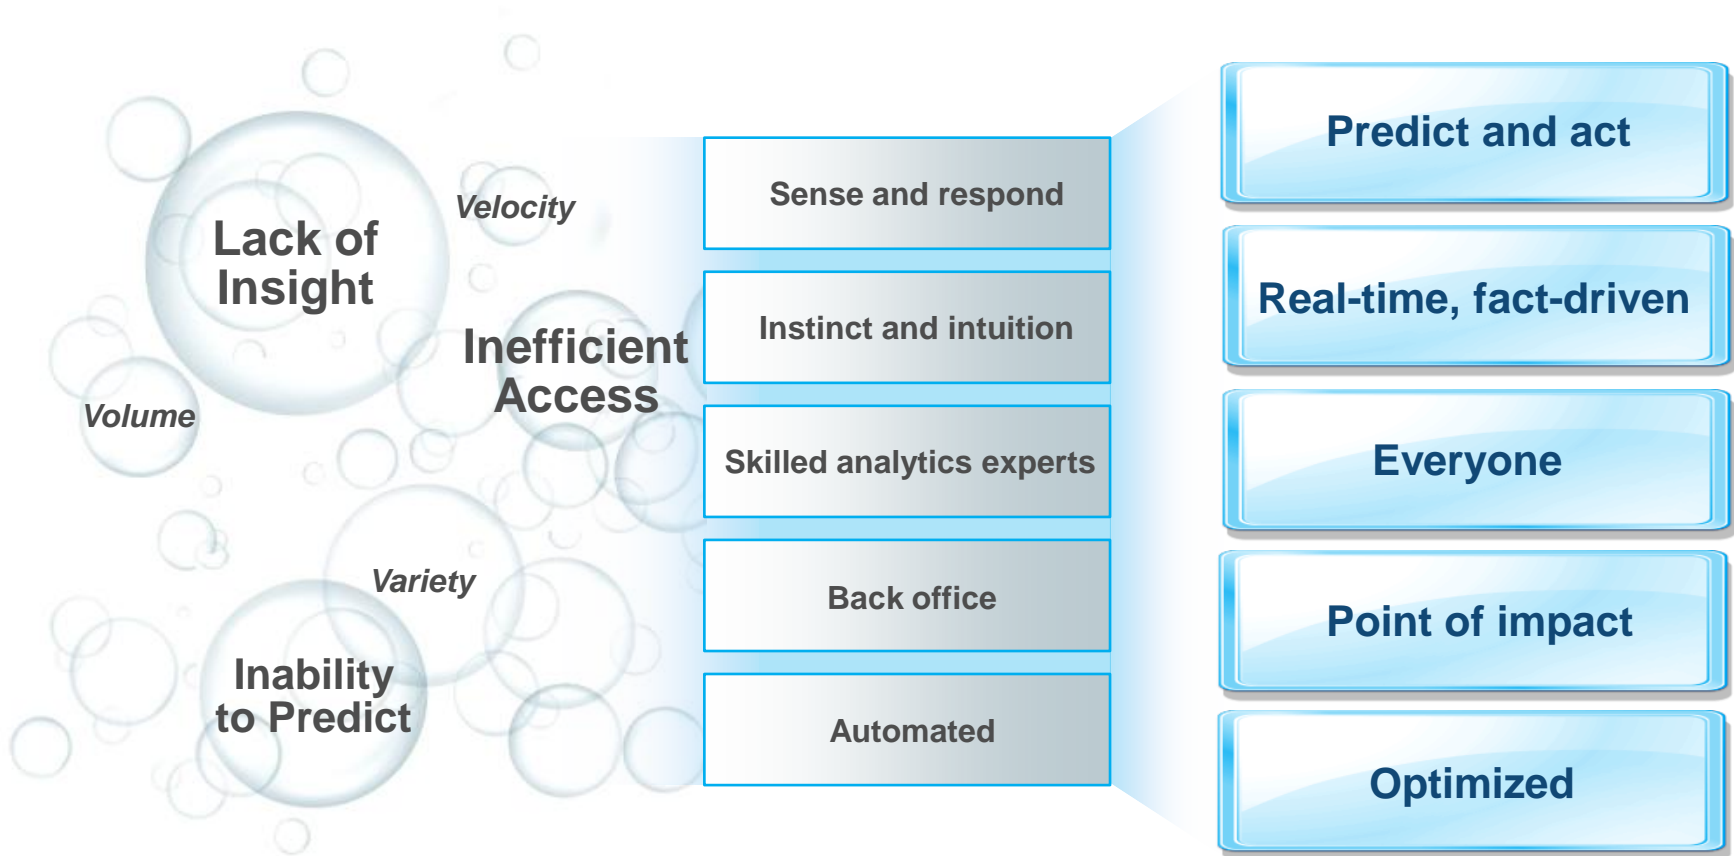 Lack of
Insight
Velocity
Inefficient
Access
Volume
Variety
Inability
to Predict
Sense and respond
Instinct and intuition
Skilled analytics experts
Back office
Automated
Predict and act
Real-time, fact-driven
Everyone
Point of impact
Optimized